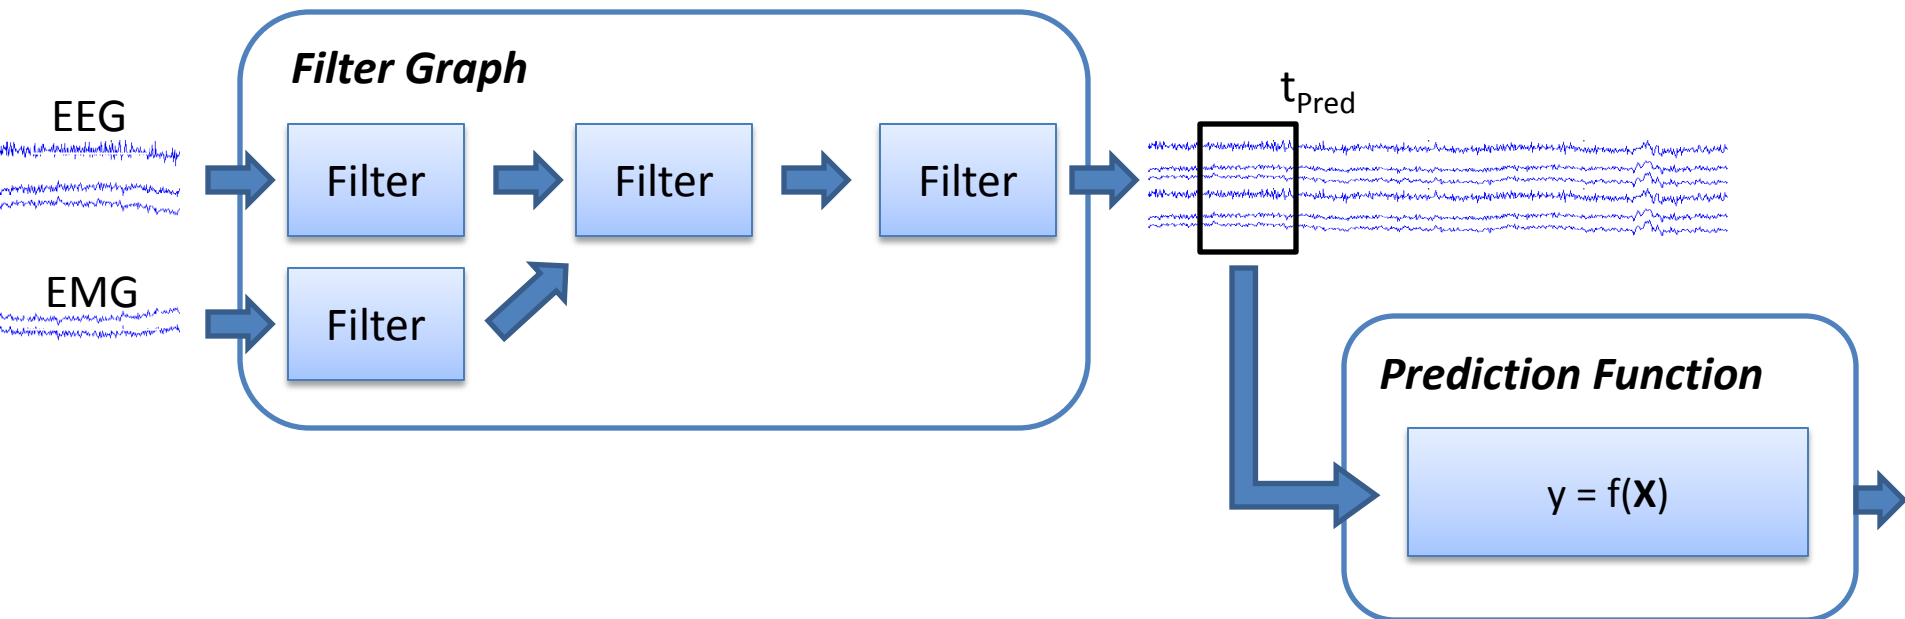 Filter Graph
EEG
Filter
Filter
Filter
EMG
Filter
tPred
Prediction Function
y = f(X)